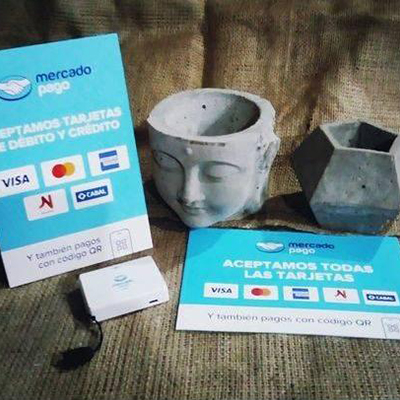 mercado
pago
CEPTAMOS TARJETAS
E DÉBITO Y CRÉDITO
VISA
CABAL
Y también pagos
con código QR
mercado
pago
ACEPTAMOS TODAS
LAS TARJETAS
VISA
CABAL
Y también pagos con código QR